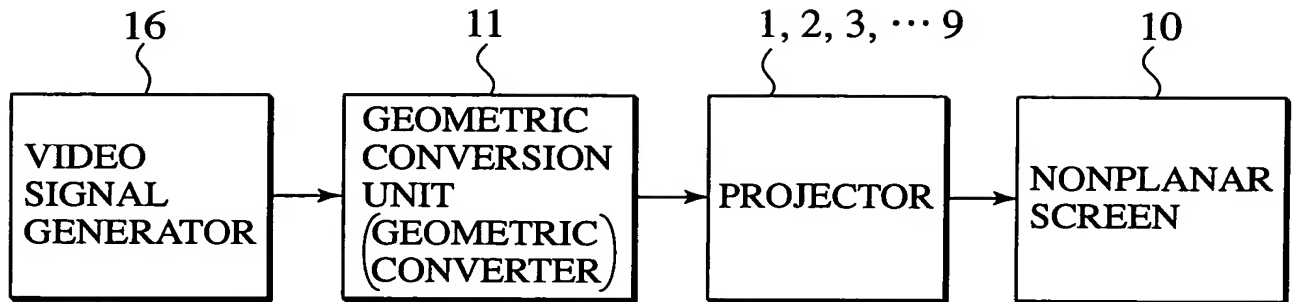 16
11
1, 2, 3, ··· 9
10
VIDEO
SIGNAL
GENERATOR
GEOMETRIC
CONVERSION
UNIT
(GEOMETRIC
CONVERTER)
PROJECTOR
NONPLANAR
SCREEN